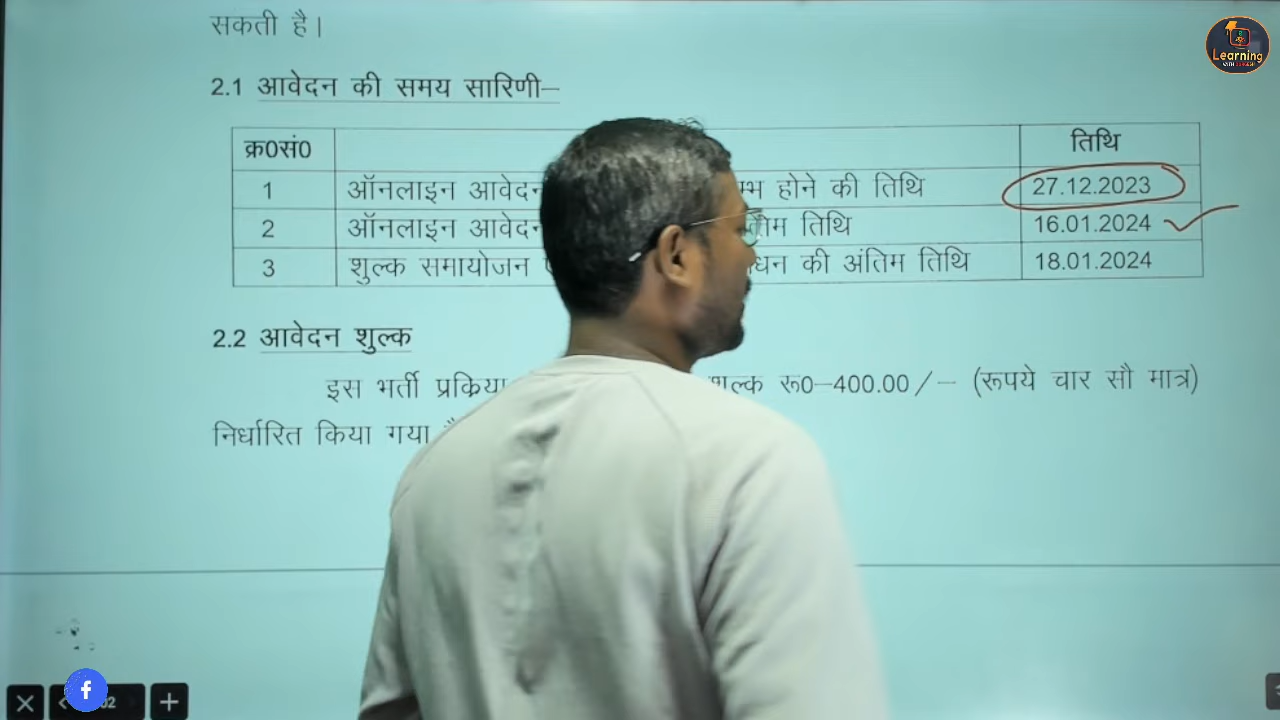 सकती है।
Learning
2.1 आवेदन की समय सारिणी–
क्र0सं0 तिथि
1 ऑनलाइन आवेदन होने की तिथि 27.12.2023
2 ऑनलाइन आवेदन तिथि 16.01.2024
3 शुल्क समायोजन की अंतिम तिथि 18.01.2024
2.2 आवेदन शुल्क
इस भर्ती प्रक्रिया रू0–400.00/– (रूपये चार सौ मात्र)
निर्धारित किया गया